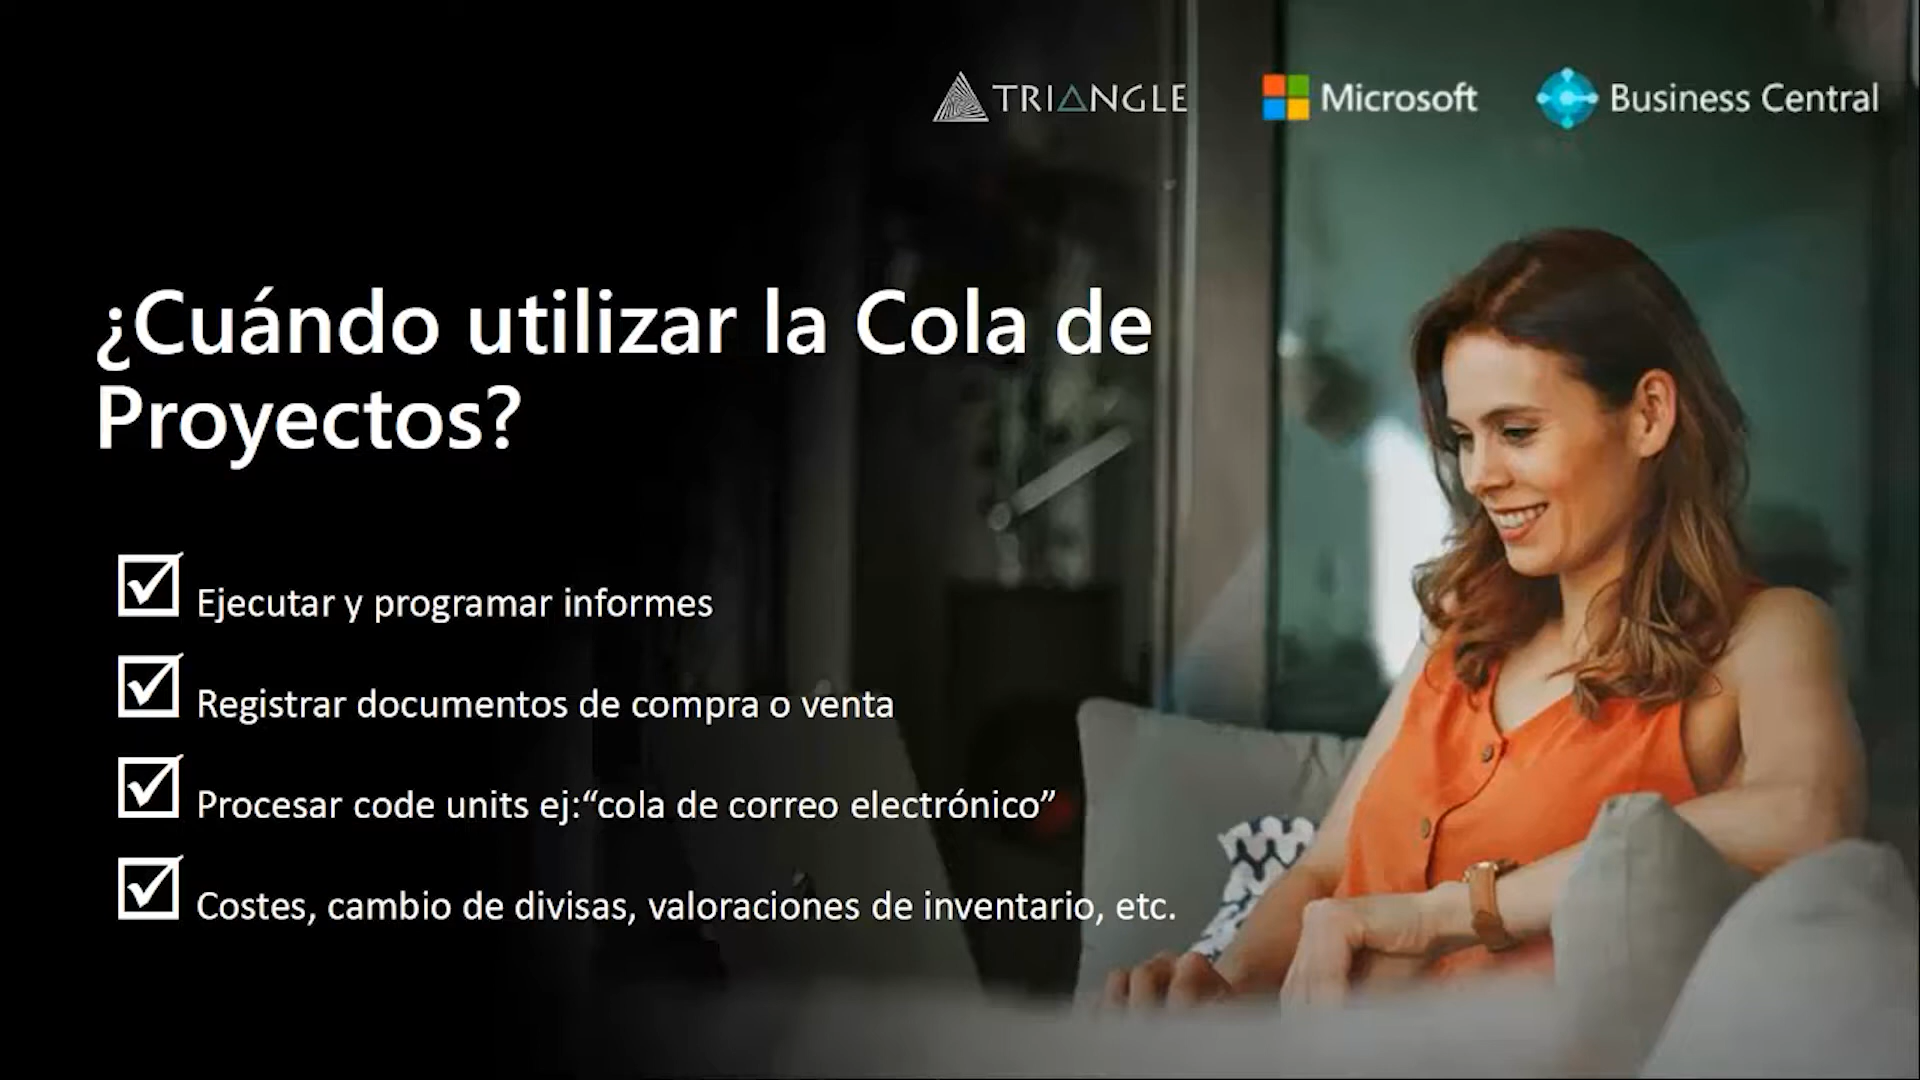 TRIANGLE
Microsoft
Business Central
¿Cuándo utilizar la Cola de
Proyectos?
Ejecutar y programar informes
Registrar documentos de compra o venta
Procesar code units ej:“cola de correo electrónico”
Costes, cambio de divisas, valoraciones de inventario, etc.